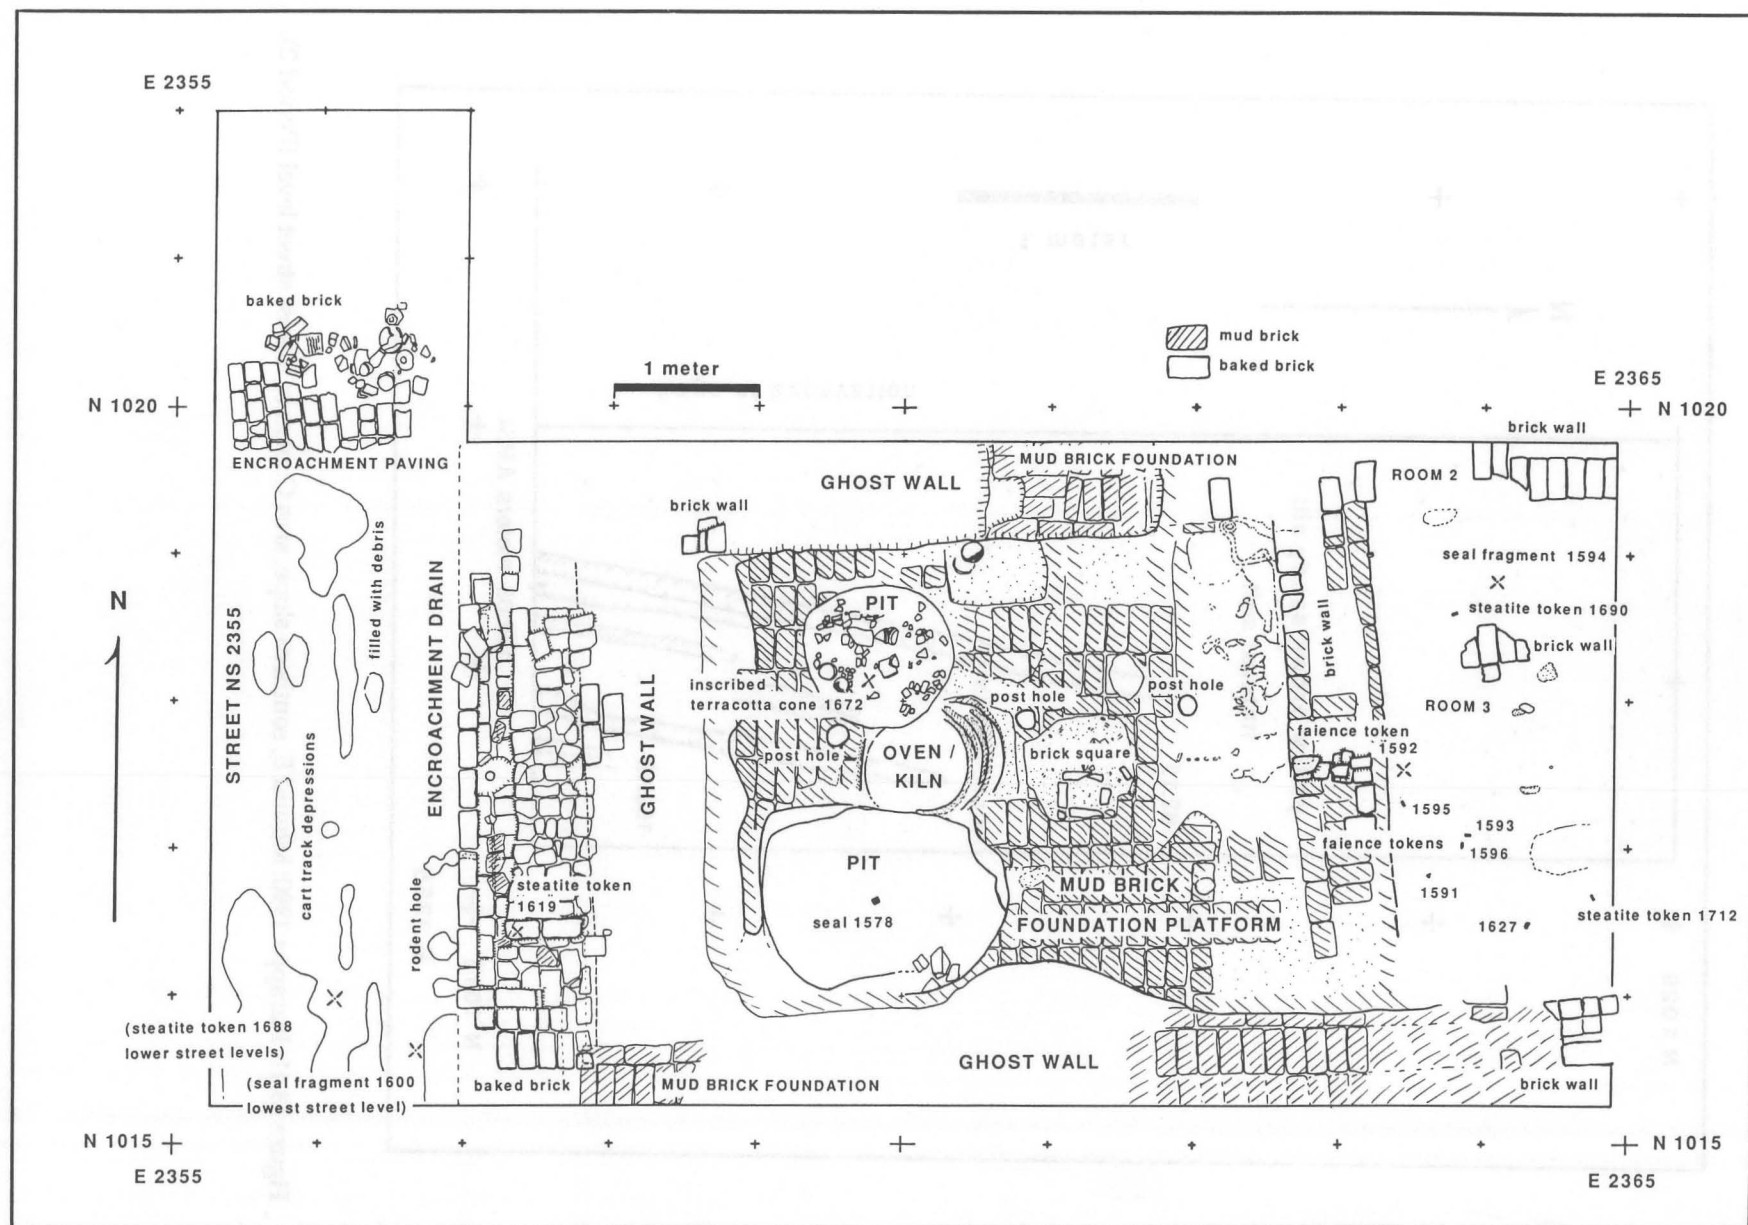 E 2355
baked brick
1 meter
mud brick
baked brick
E 2365
N 1020
N 1020
brick wall
ENCROACHMENT PAVING
GHOST WALL
MUD BRICK FOUNDATION
ROOM 2
brick wall
seal fragment 1594
filled with debris
N
PIT
steatite token 1690
brick wall
brick wall
STREET NS 2355
ENCROACHMENT DRAIN
GHOST WALL
inscribed
terracotta cone 1672
post hole
post hole
ROOM 3
faience token
1592
post hole
OVEN /
KILN
brick square
cart track depressions
1595
1593
faience tokens
1596
PIT
rodent hole
steatite token
1619
MUD BRICK
1591
seal 1578
FOUNDATION PLATFORM
1627
steatite token 1712
(steatite token 1688
lower street levels)
GHOST WALL
(seal fragment 1600
lowest street level)
baked brick
MUD BRICK FOUNDATION
brick wall
N 1015
N 1015
E 2355
E 2365